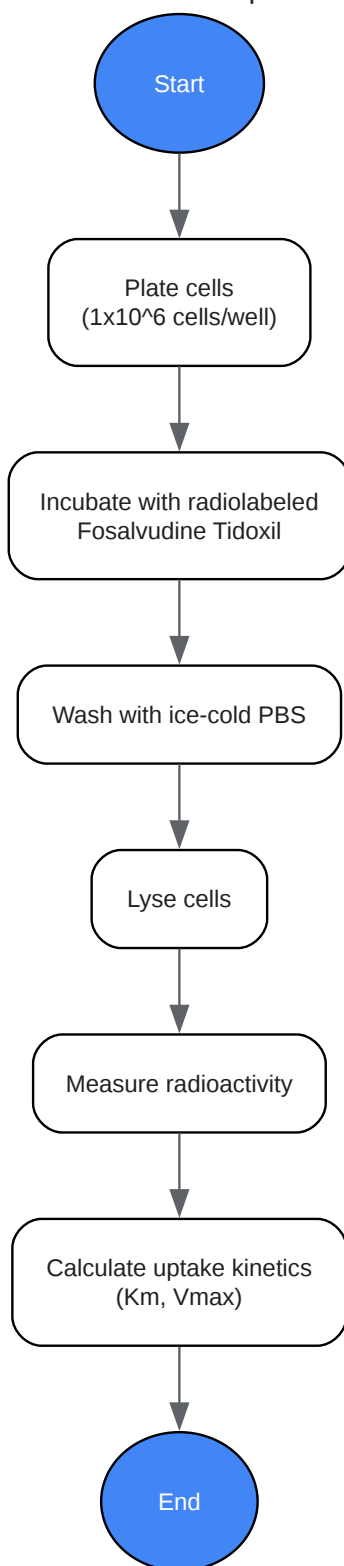 Start
Plate cells
(1x10^6 cells/well)
Incubate with radiolabeled
Fosalvudine Tidoxil
Wash with ice-cold PBS
Lyse cells
Measure radioactivity
Calculate uptake kinetics
(Km, Vmax)
End